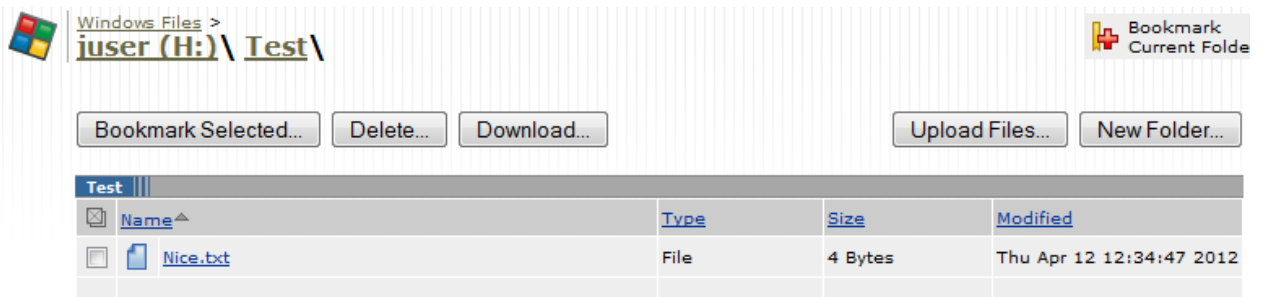 Windows Files >
juser (H:)\ Test\
Bookmark
Current Folde
Bookmark Selected... Delete... Download... Upload Files... New Folder...
Test
Name Type Size Modified
Nice.txt File 4 Bytes Thu Apr 12 12:34:47 2012